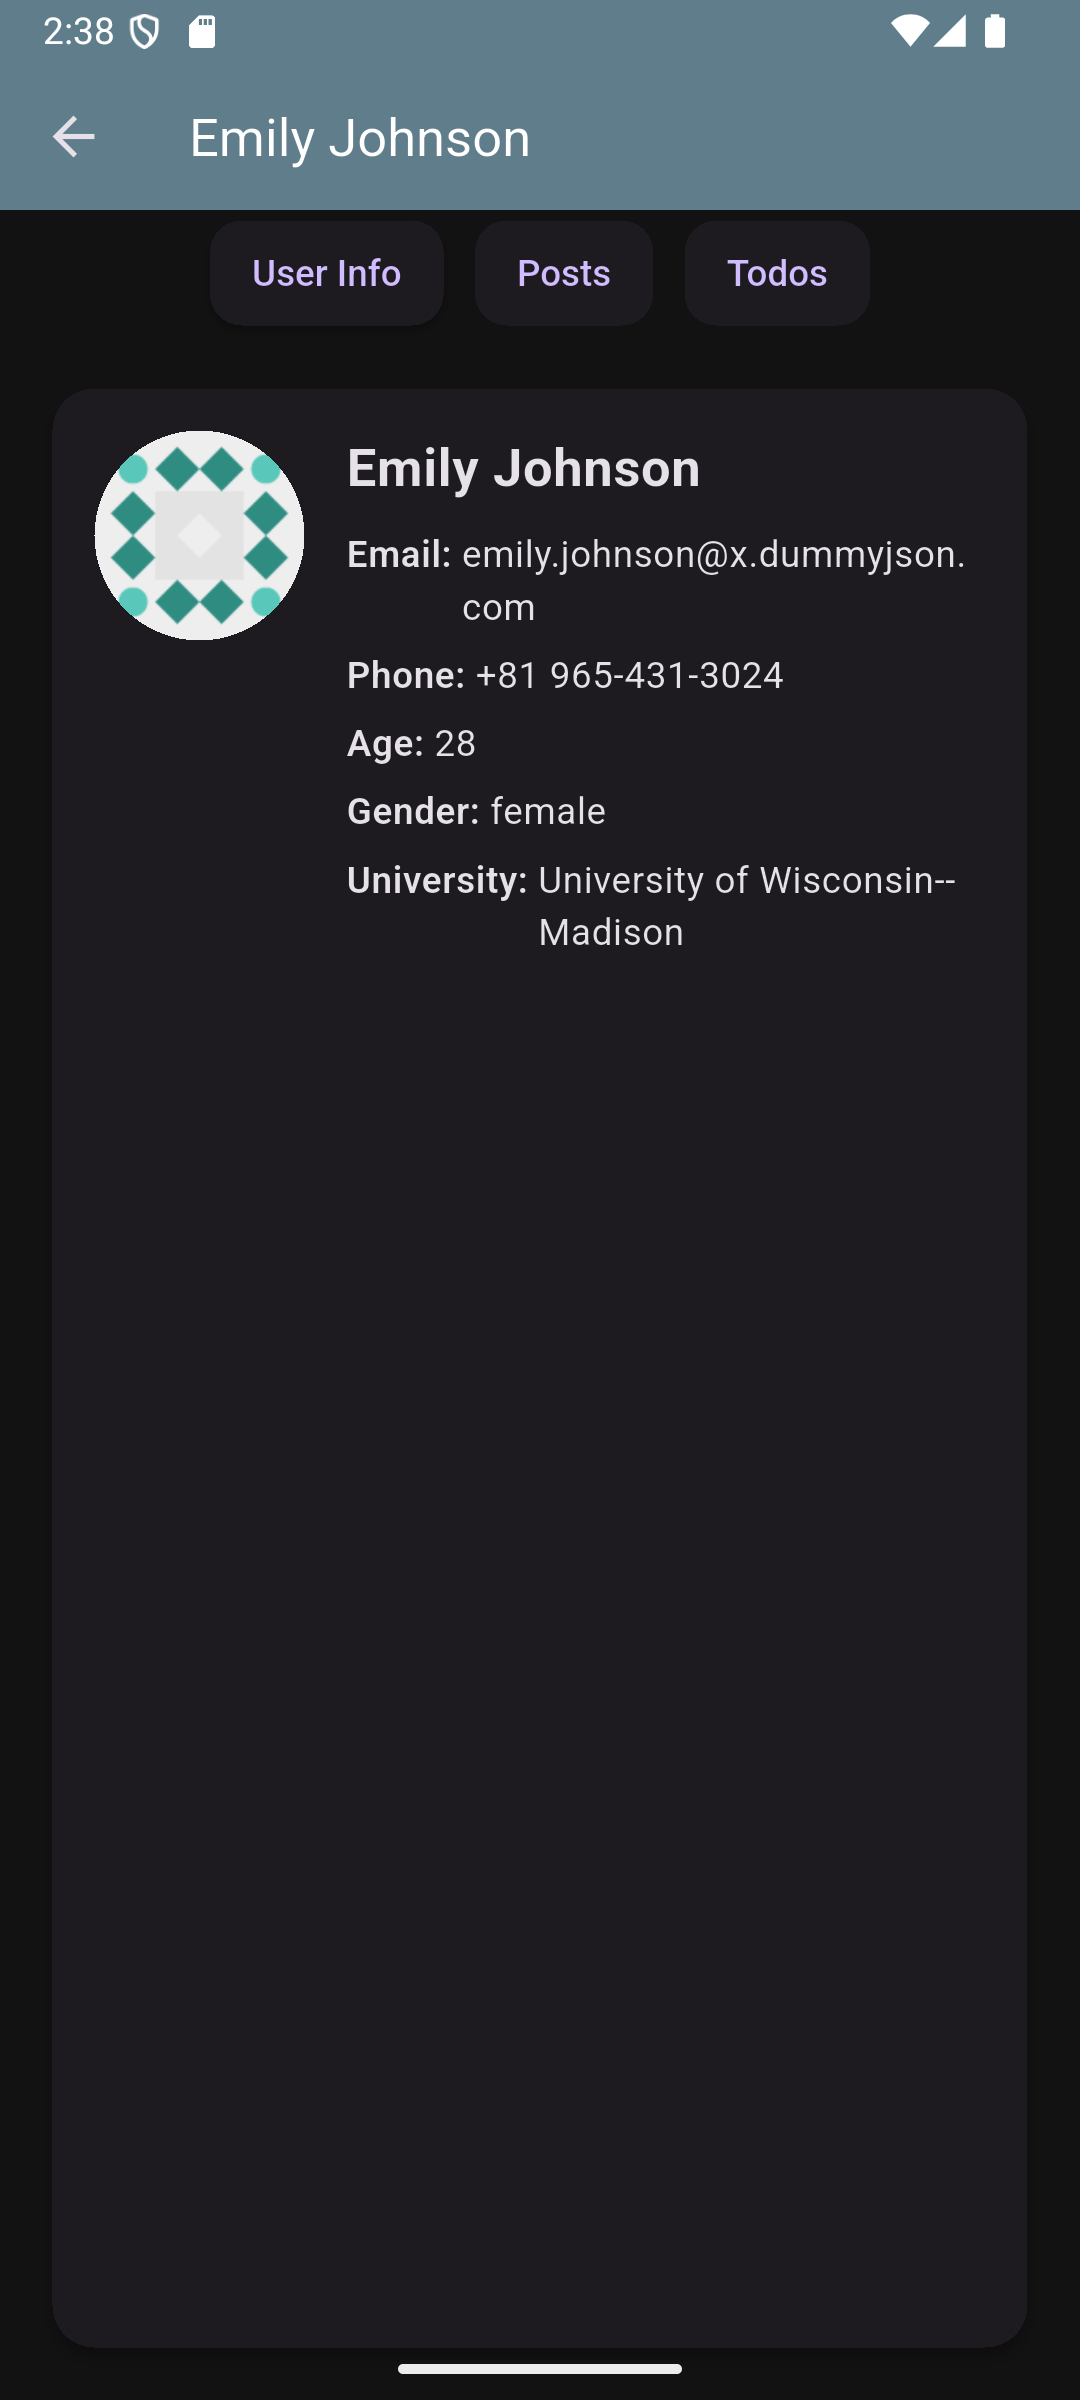 2:38
Emily Johnson
User Info
Posts
Todos
Emily Johnson
Email: emily.johnson@x.dummyjson.
com
Phone: +81 965-431-3024
Age: 28
Gender: female
University: University of Wisconsin--
Madison